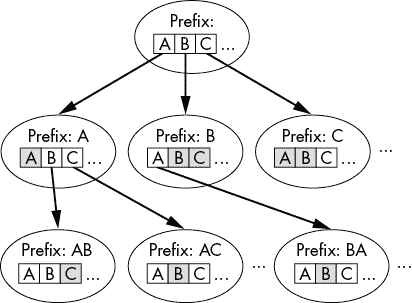 Prefix:
A B C ...
Prefix: A
A B C ...
Prefix: B
A B C ...
Prefix: C
A B C ...
...
Prefix: AB
A B C ...
Prefix: AC
A B C ...
...
Prefix: BA
A B C ...
...